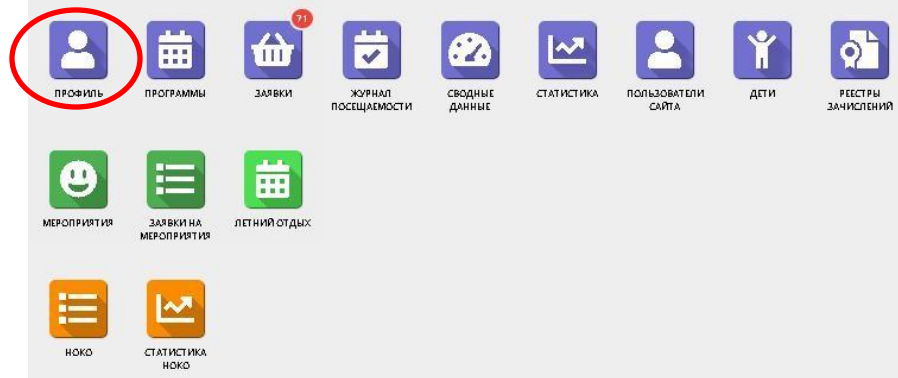 71
ПРОФИЛЬ
ПРОГРАММЫ
ЗАЯВКИ
ЖУРНАЛ
ПОСЕЩАЕМОСТИ
СВОДНЫЕ
ДАННЫЕ
СТАТИСТИКА
ПОЛЬЗОВАТЕЛИ
САЙТА
ДЕТИ
РЕЕСТРЫ
ЗАЧИСЛЕНИЙ
МЕРОПРИЯТИЯ
ЗАЯВКИ НА
МЕРОПРИЯТИЯ
ЛЕТНИЙ ОТДЫХ
НОКО
СТАТИСТИКА
НОКО